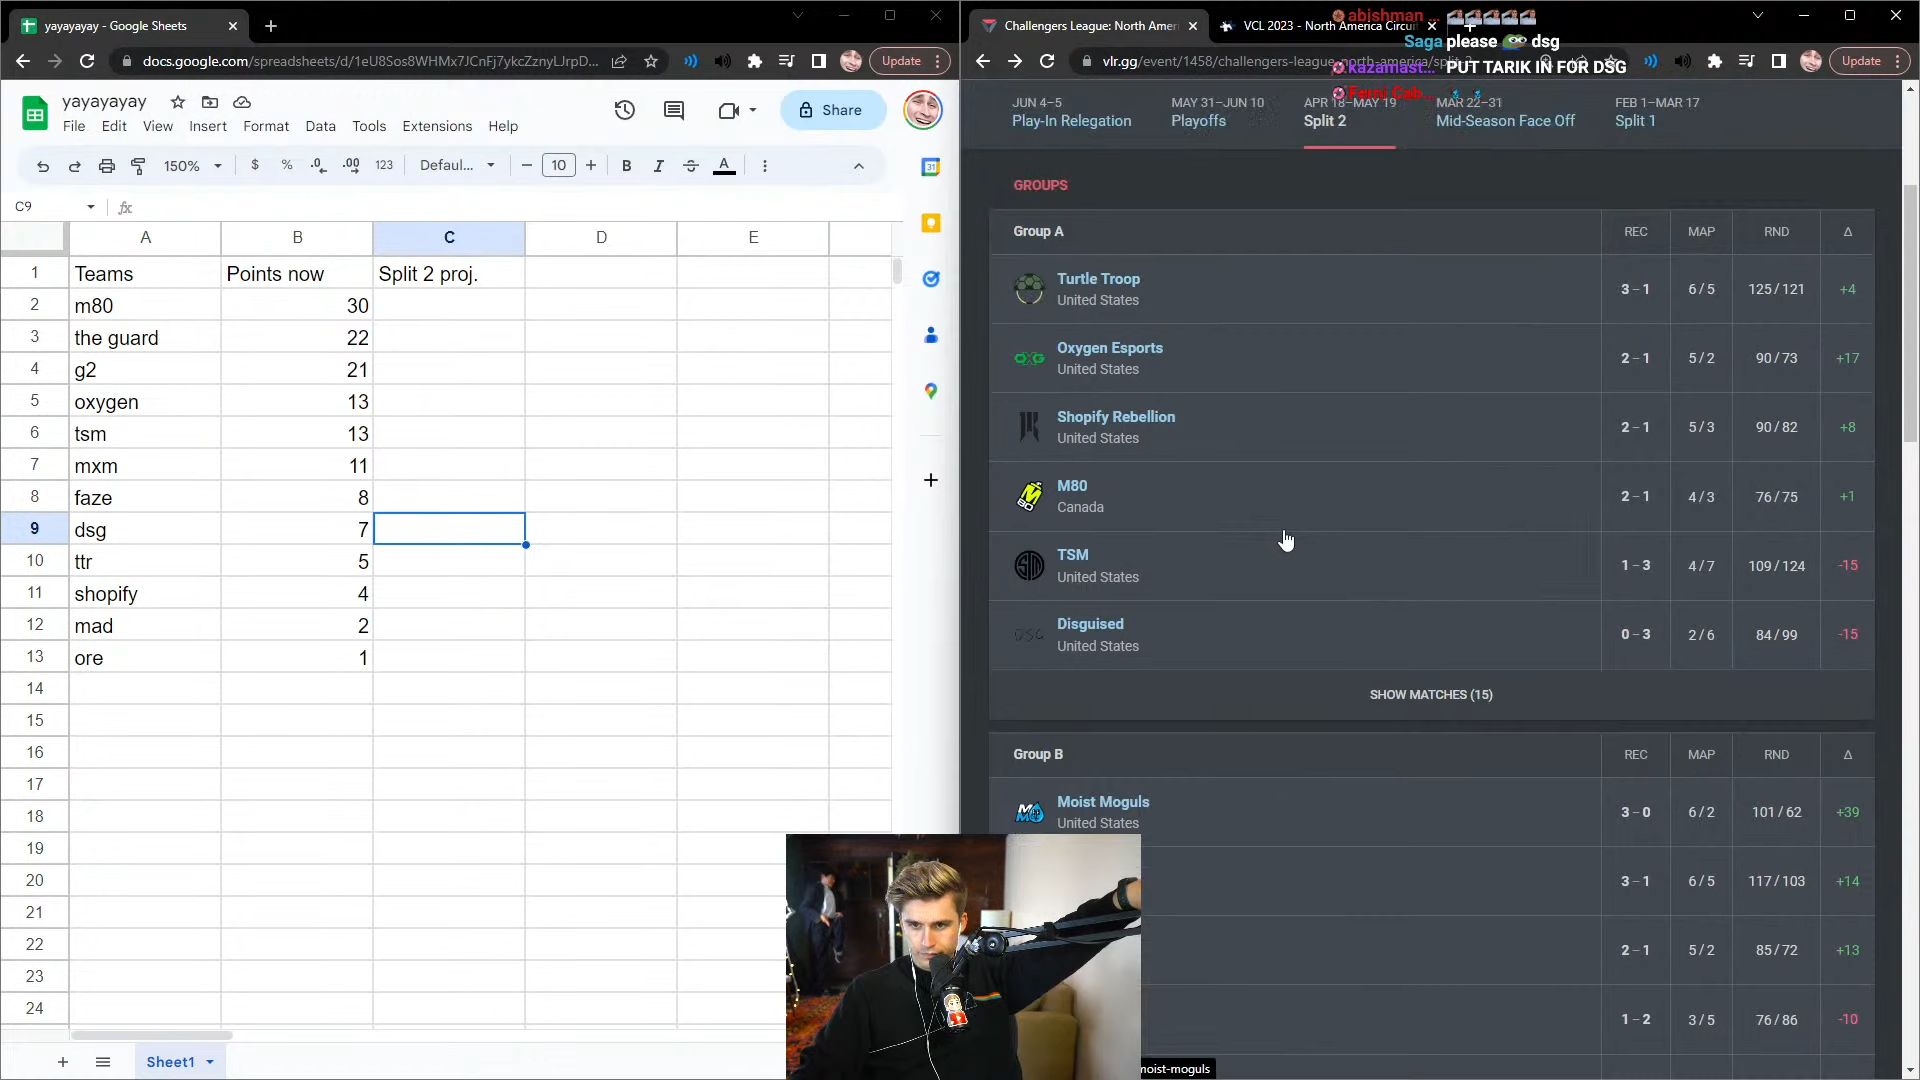 yayayayay - Google Sheets
docs.google.com/spreadsheets/d/1eU8Sos8WHMx7JCnFj7ykcZznyLJrpD...
Update
yayayayay
File Edit View Insert Format Data Tools Extensions Help
Share
150% $ % .0 .00 123 Defaul... 10 B I S A
31
C9 fx
A B C D E
1 Teams Points now Split 2 proj.
2 m80 30
3 the guard 22
4 g2 21
5 oxygen 13
6 tsm 13
7 mxm 11
8 faze 8
9 dsg 7
10 ttr 5
11 shopify 4
12 mad 2
13 ore 1
14
15
16
17
18
19
20
21
22
23
24
Sheet1
Challengers League: North Amer
VCL 2023 - North America Circuit
vlr.gg/event/1458/challengers-league-north-america/split-2
Update
abishman ...
Saga please dsg
kazamast... PUT TARIK IN FOR DSG
Ferni Cab...
JUN 4–5 MAY 31–JUN 10 APR 18–MAY 19 MAR 22–31 FEB 1–MAR 17
Play-In Relegation Playoffs Split 2 Mid-Season Face Off Split 1
GROUPS
Group A REC MAP RND Δ
Turtle Troop
United States
3 – 1 6 / 5 125 / 121 +4
Oxygen Esports
United States
2 – 1 5 / 2 90 / 73 +17
Shopify Rebellion
United States
2 – 1 5 / 3 90 / 82 +8
M80
Canada
2 – 1 4 / 3 76 / 75 +1
TSM
United States
1 – 3 4 / 7 109 / 124 -15
Disguised
United States
0 – 3 2 / 6 84 / 99 -15
SHOW MATCHES (15)
Group B REC MAP RND Δ
Moist Moguls
United States
3 – 0 6 / 2 101 / 62 +39
3 – 1 6 / 5 117 / 103 +14
2 – 1 5 / 2 85 / 72 +13
1 – 2 3 / 5 76 / 86 -10
moist-moguls